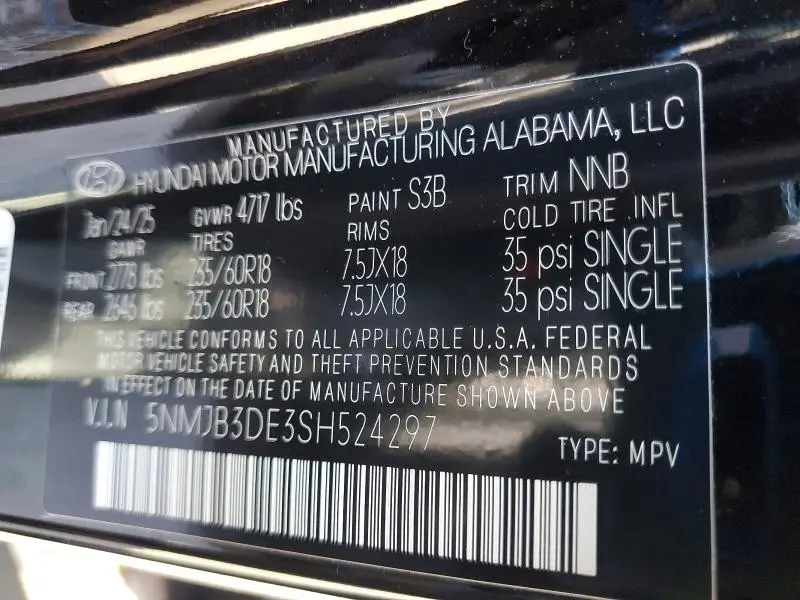 MANUFACTURED BY
HYUNDAI MOTOR MANUFACTURING ALABAMA, LLC
Jan/24/25 GVWR 4717 lbs PAINT S3B TRIM NNB
GAWR TIRES RIMS COLD TIRE INFL
FRONT 2778 lbs 235/60R18 7.5JX18 35 psi SINGLE
REAR 2646 lbs 235/60R18 7.5JX18 35 psi SINGLE
THIS VEHICLE CONFORMS TO ALL APPLICABLE U.S.A. FEDERAL
MOTOR VEHICLE SAFETY AND THEFT PREVENTION STANDARDS
IN EFFECT ON THE DATE OF MANUFACTURE SHOWN ABOVE
V.I.N 5NMJB3DE3SH524297
TYPE: MPV